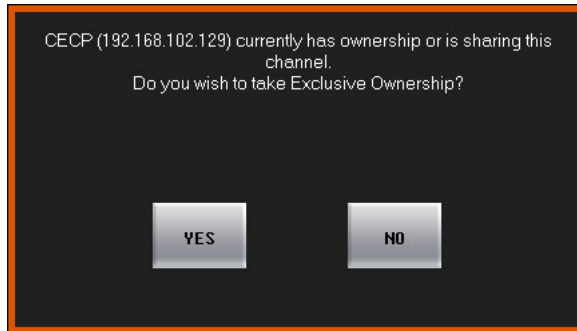 CECP (192.168.102.129) currently has ownership or is sharing this
channel.
Do you wish to take Exclusive Ownership?
YES
NO